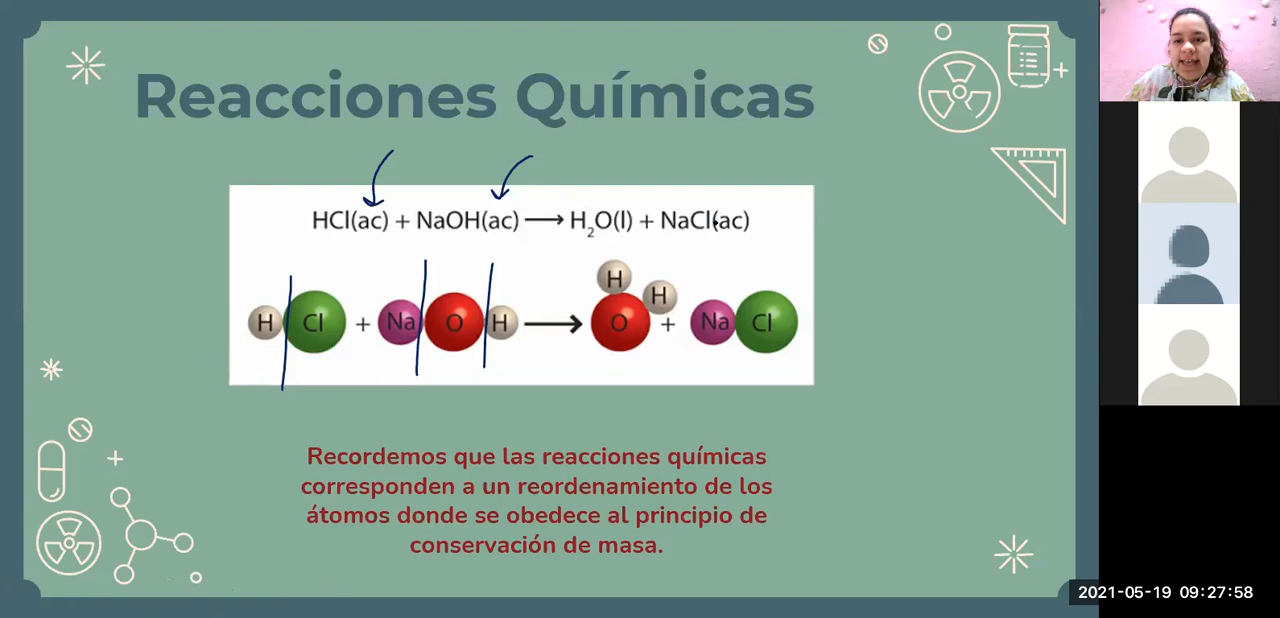 Reacciones Químicas
HCl(ac) + NaOH(ac) ⟶ H₂O(l) + NaCl(ac)
H Cl + Na O H ⟶ H O H + Na Cl
Recordemos que las reacciones químicas
corresponden a un reordenamiento de los
átomos donde se obedece al principio de
conservación de masa.
2021-05-19 09:27:58